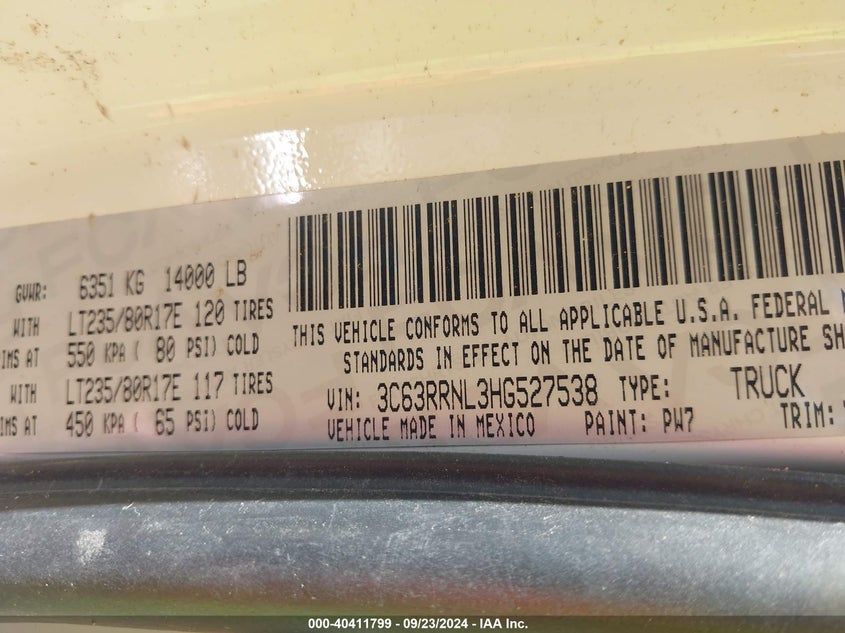 GVWR: 6351 KG 14000 LB
WITH LT235/80R17E 120 TIRES
IMS AT 550 KPA ( 80 PSI) COLD
WITH LT235/80R17E 117 TIRES
IMS AT 450 KPA ( 65 PSI) COLD
THIS VEHICLE CONFORMS TO ALL APPLICABLE U.S.A. FEDERAL
STANDARDS IN EFFECT ON THE DATE OF MANUFACTURE SH
VIN: 3C63RRNL3HG527538 TYPE: TRUCK
VEHICLE MADE IN MEXICO PAINT: PW7 TRIM:
000-40411799 - 09/23/2024 - IAA Inc.